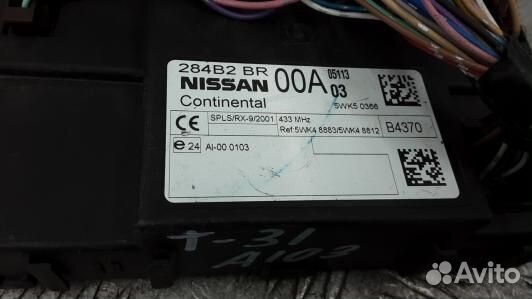 284B2 BR 00A 05113
NISSAN 03
Continental 5WK5 0366
CE SPLS/RX-9/2001 433 MHz B4370
Ref:5WK4 8883/5WK4 8812
e 24 AI-00 0103
T-31
A103
Avito